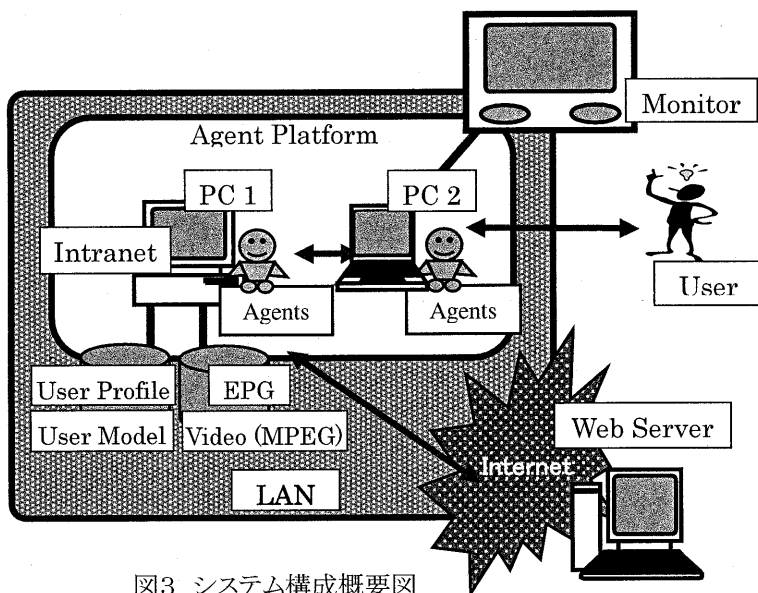 Monitor
Agent Platform
PC 1
PC 2
Intranet
Agents
Agents
User
User Profile
EPG
User Model
Video (MPEG)
Web Server
Internet
LAN
図3 システム構成概要図